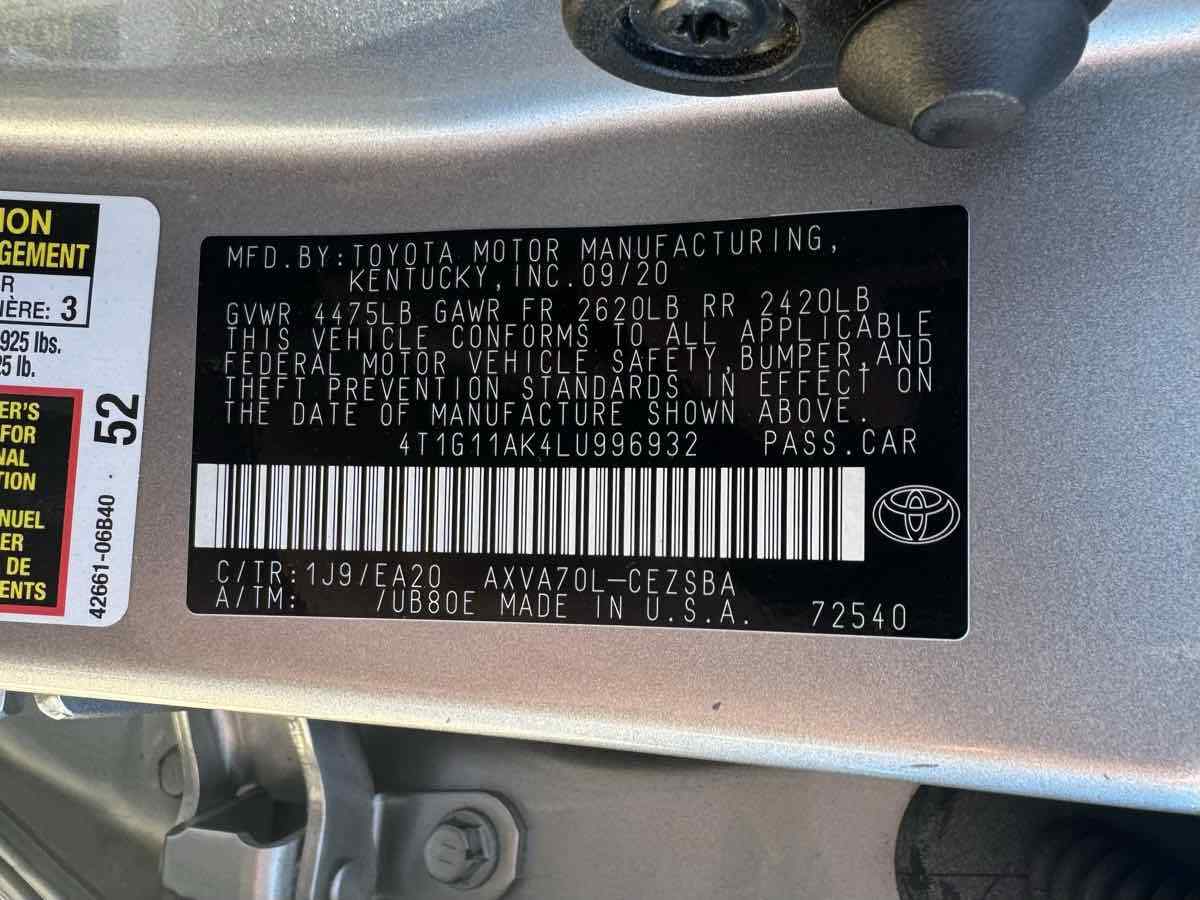 ION
GEMENT
R
IÈRE: 3
925 lbs.
5 lb.
ER'S
FOR
NAL
TION
NUEL
ER
DE
ENTS
52
42661-06B40
MFD.BY:TOYOTA MOTOR MANUFACTURING,
KENTUCKY,INC.09/20
GVWR 4475LB GAWR FR 2620LB RR 2420LB
THIS VEHICLE CONFORMS TO ALL APPLICABLE
FEDERAL MOTOR VEHICLE SAFETY,BUMPER,AND
THEFT PREVENTION STANDARDS IN EFFECT ON
THE DATE OF MANUFACTURE SHOWN ABOVE.
4T1G11AK4LU996932 PASS.CAR
C/TR:1J9/EA20 AXVA70L-CEZSBA
A/TM: /UB80E MADE IN U.S.A. 72540